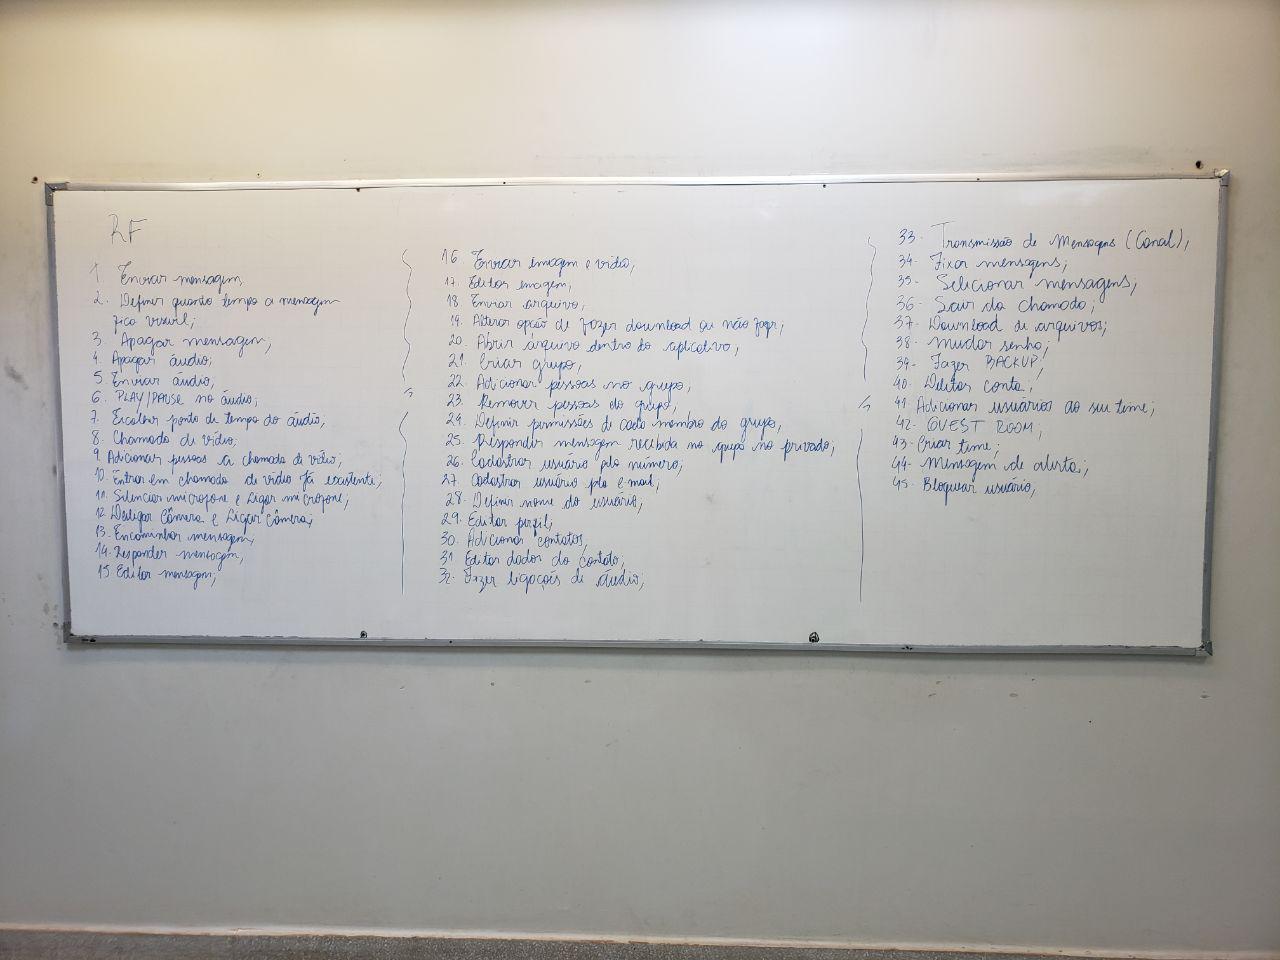 RF
1 Enviar mensagem
2. Definir quanto tempo a mensagem
fica visível;
3. Apagar mensagem;
4. Apagar áudio;
5. Enviar áudio;
6. PLAY/PAUSE no áudio;
7. Escolher ponto de tempo do áudio;
8. Chamada de vídeo;
9. Adicionar pessoas a chamada de vídeo;
10. Entrar em chamada de vídeo já existente;
11. Silenciar microfone e Ligar microfone;
12 Desligar Câmera e Ligar Câmera;
13. Encaminhar mensagem;
14. Responder mensagem;
15 Editar mensagem;
16. Enviar imagem e vídeo;
17. Editar imagem;
18. Enviar arquivo;
19. Alterar opção de fazer download ou não fazer;
20. Abrir arquivo dentro do aplicativo;
21. Criar grupo;
22. Adicionar pessoas no grupo;
23. Remover pessoas do grupo;
24. Definir permissões de cada membro do grupo;
25. Responder mensagem recebida no grupo no privado;
26. Cadastrar usuário pelo número;
27. Cadastrar usuário pelo e-mail;
28. Definir nome do usuário;
29. Editar perfil;
30. Adicionar contatos;
31 Editar dados do contato;
32. Fazer ligações de áudio;
33. Transmissão de Mensagens (Canal);
34. Fixar mensagens;
35. Selecionar mensagens;
36. Sair da chamada;
37. Download de arquivos;
38. Mudar senha;
39. Fazer BACKUP;
40. Deletar conta;
41. Adicionar usuários ao seu time;
42. GUEST ROOM;
43. Criar time;
44. Mensagem de alerta;
45. Bloquear usuário;